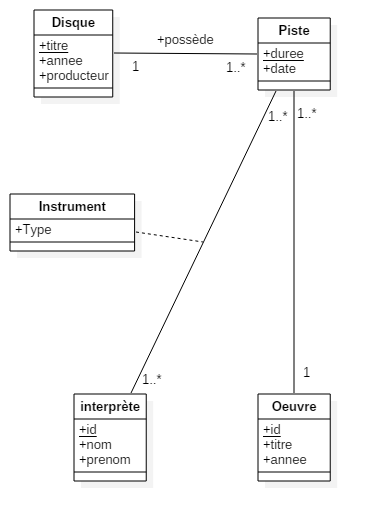 Disque
+titre
+annee
+producteur
+possède
1
1..*
Piste
+duree
+date
1..*
1..*
Instrument
+Type
1..*
1
interprète
+id
+nom
+prenom
Oeuvre
+id
+titre
+annee